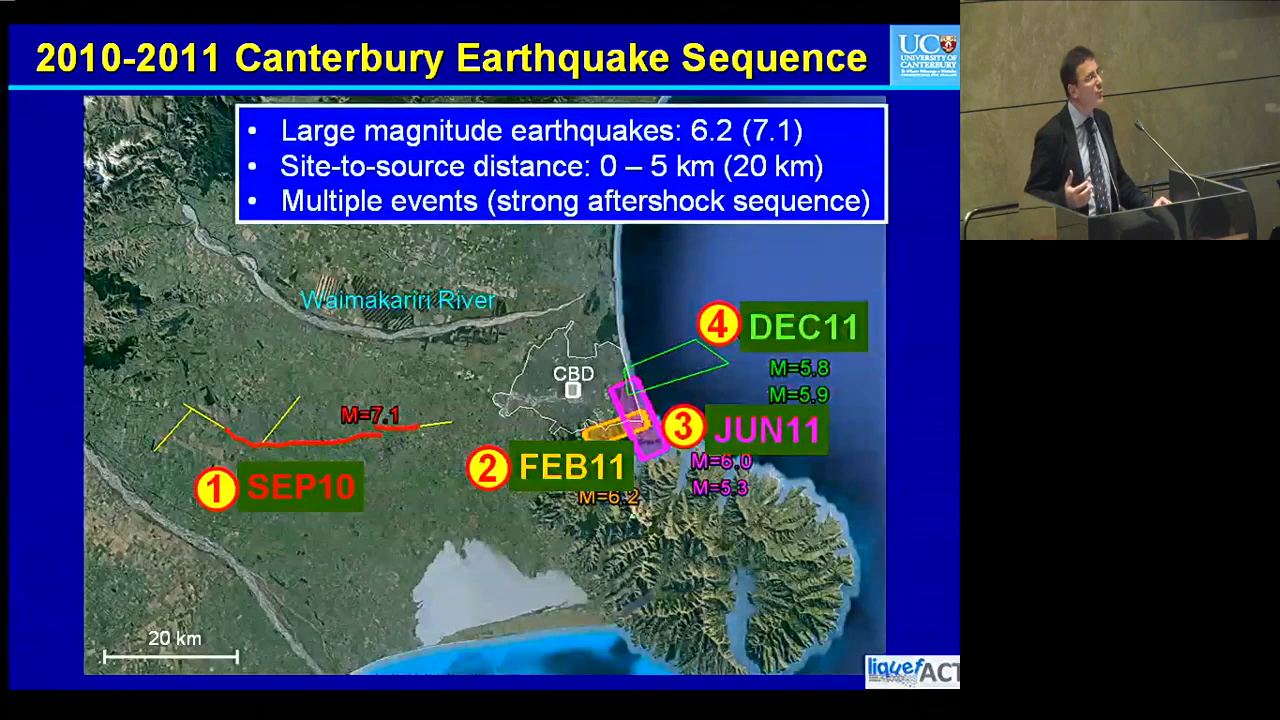 2010-2011 Canterbury Earthquake Sequence
UC
UNIVERSITY OF
CANTERBURY
• Large magnitude earthquakes: 6.2 (7.1)
• Site-to-source distance: 0 – 5 km (20 km)
• Multiple events (strong aftershock sequence)
Waimakariri River
4 DEC11
M=5.8
M=5.9
CBD
M=7.1
3 JUN11
M=6.0
M=5.3
2 FEB11
M=6.2
1 SEP10
20 km
liquefACT